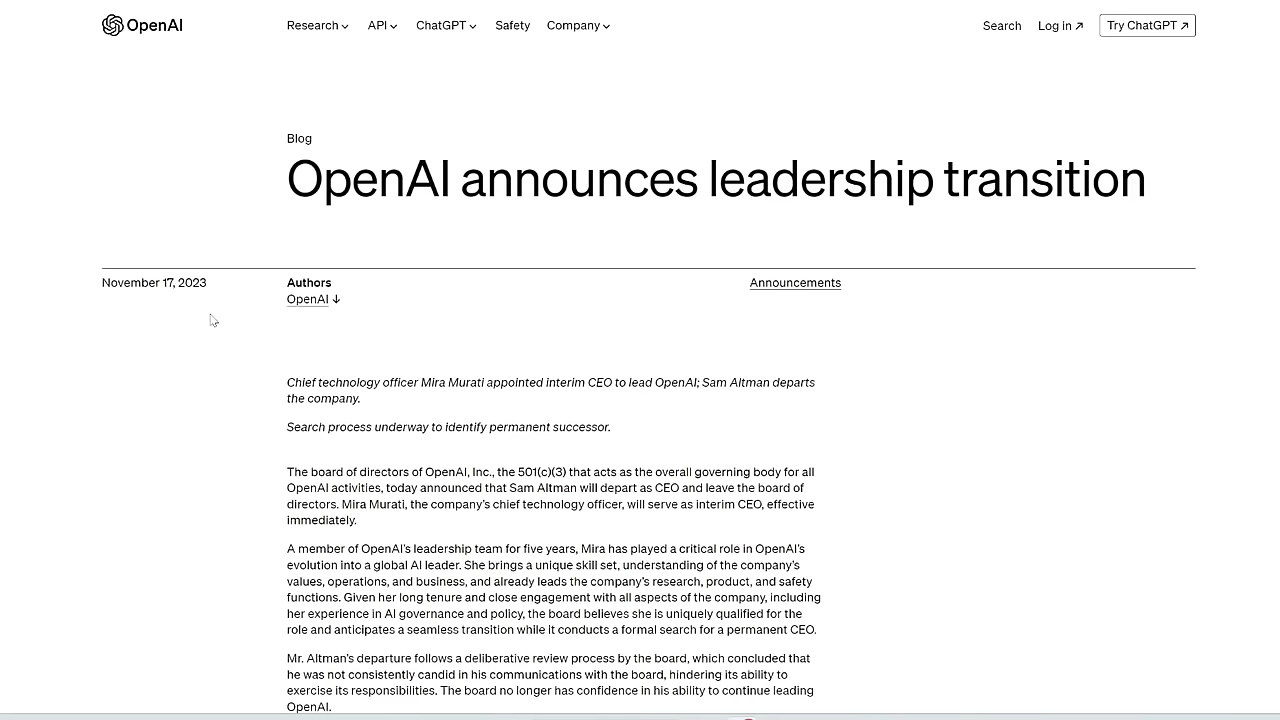 OpenAI Research API ChatGPT Safety Company Search Log in ↗ Try ChatGPT ↗
Blog
OpenAI announces leadership transition
November 17, 2023 Authors Announcements
OpenAI ↓
Chief technology officer Mira Murati appointed interim CEO to lead OpenAI; Sam Altman departs
the company.
Search process underway to identify permanent successor.
The board of directors of OpenAI, Inc., the 501(c)(3) that acts as the overall governing body for all
OpenAI activities, today announced that Sam Altman will depart as CEO and leave the board of
directors. Mira Murati, the company's chief technology officer, will serve as interim CEO, effective
immediately.
A member of OpenAI's leadership team for five years, Mira has played a critical role in OpenAI's
evolution into a global AI leader. She brings a unique skill set, understanding of the company's
values, operations, and business, and already leads the company's research, product, and safety
functions. Given her long tenure and close engagement with all aspects of the company, including
her experience in AI governance and policy, the board believes she is uniquely qualified for the
role and anticipates a seamless transition while it conducts a formal search for a permanent CEO.
Mr. Altman's departure follows a deliberative review process by the board, which concluded that
he was not consistently candid in his communications with the board, hindering its ability to
exercise its responsibilities. The board no longer has confidence in his ability to continue leading
OpenAI.